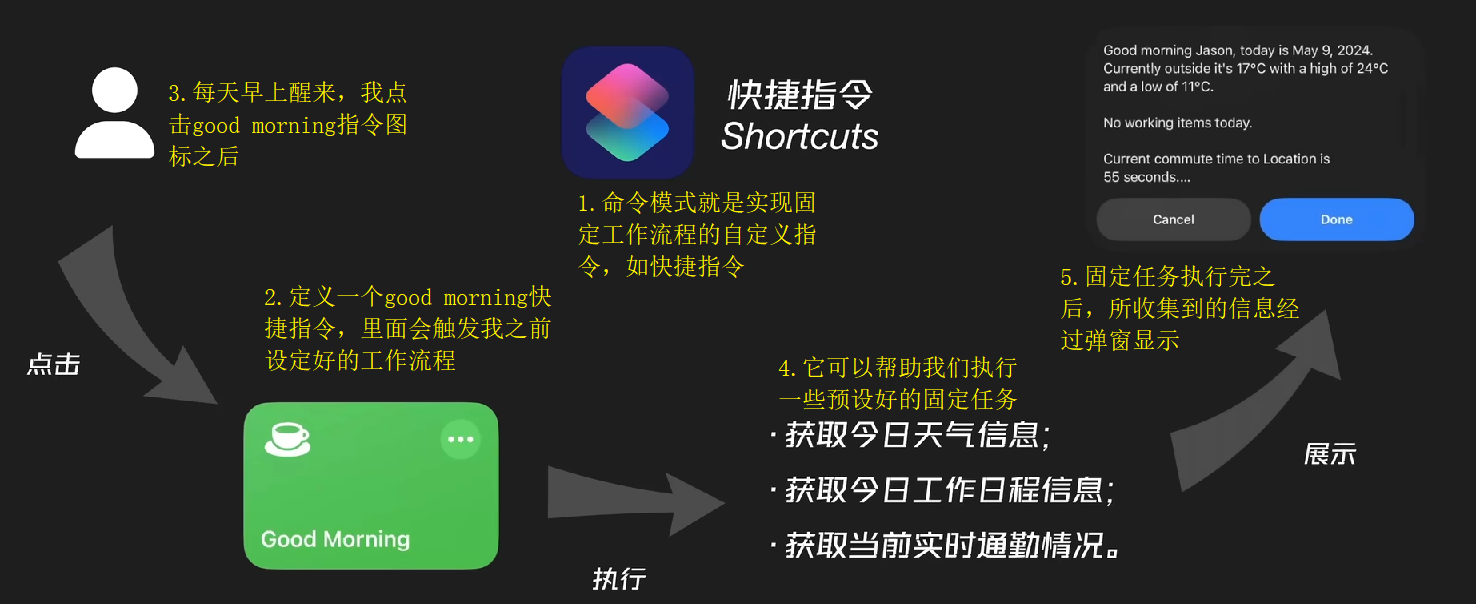 3.每天早上醒来，我点
击good morning指令图
标之后
快捷指令
Shortcuts
1.命令模式就是实现固
定工作流程的自定义指
令，如快捷指令
Good morning Jason, today is May 9, 2024.
Currently outside it's 17°C with a high of 24°C
and a low of 11°C.
No working items today.
Current commute time to Location is
55 seconds....
Cancel
Done
点击
2.定义一个good morning快
捷指令，里面会触发我之前
设定好的工作流程
Good Morning
执行
4.它可以帮助我们执行
一些预设好的固定任务
·获取今日天气信息；
·获取今日工作日程信息；
·获取当前实时通勤情况。
5.固定任务执行完之
后，所收集到的信息经
过弹窗显示
展示